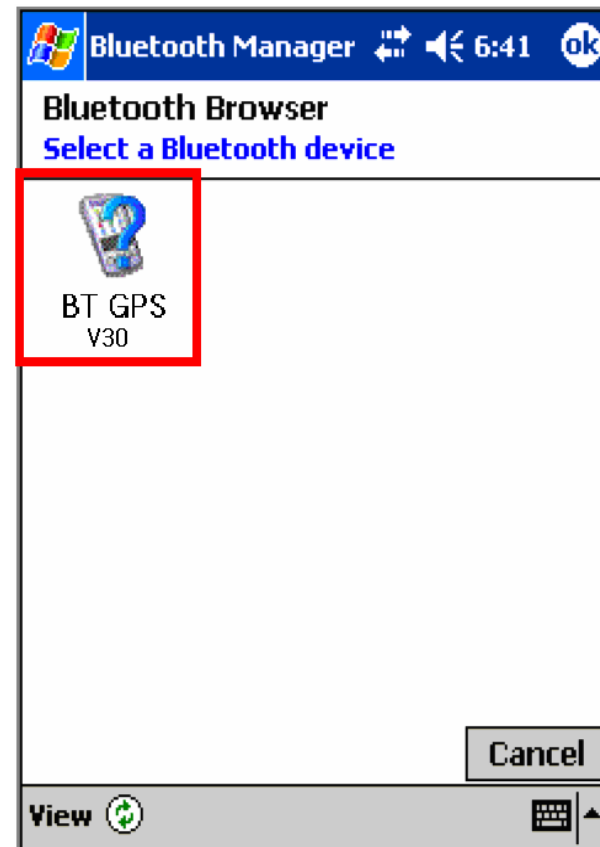 Bluetooth Manager 6:41 ok
Bluetooth Browser
Select a Bluetooth device
BT GPS
V30
Cancel
View